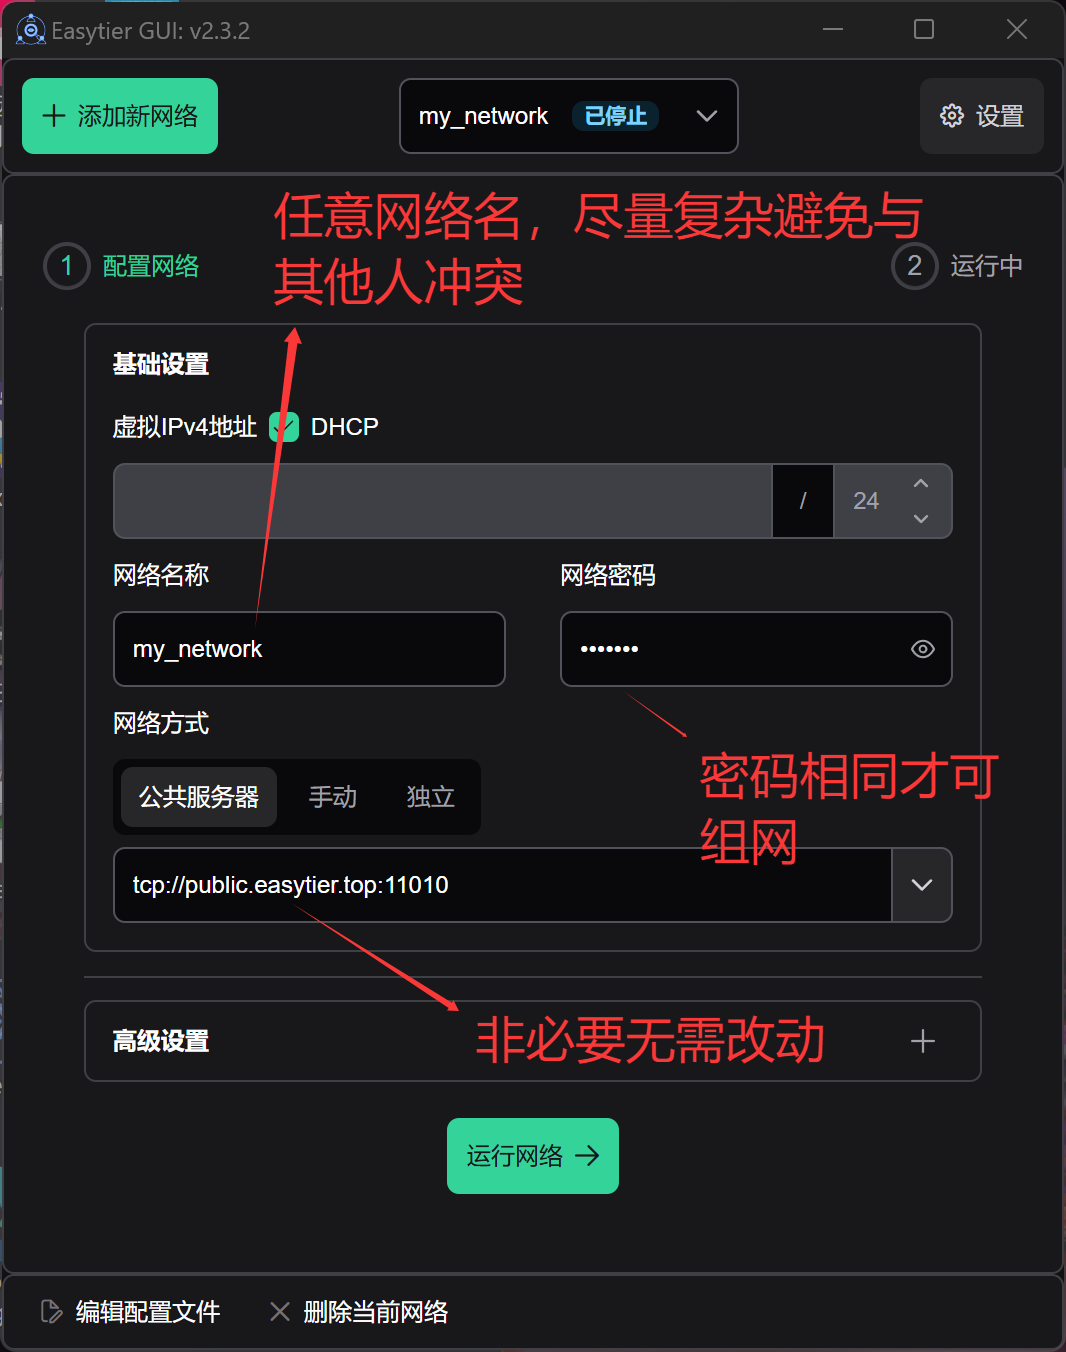 Easytier GUI: v2.3.2
添加新网络
my_network 已停止
设置
任意网络名，尽量复杂避免与
其他人冲突
1 配置网络
2 运行中
基础设置
虚拟IPv4地址 DHCP
/ 24
网络名称
网络密码
my_network
•••••••
网络方式
公共服务器 手动 独立
密码相同才可
组网
tcp://public.easytier.top:11010
高级设置
非必要无需改动
运行网络
编辑配置文件 删除当前网络